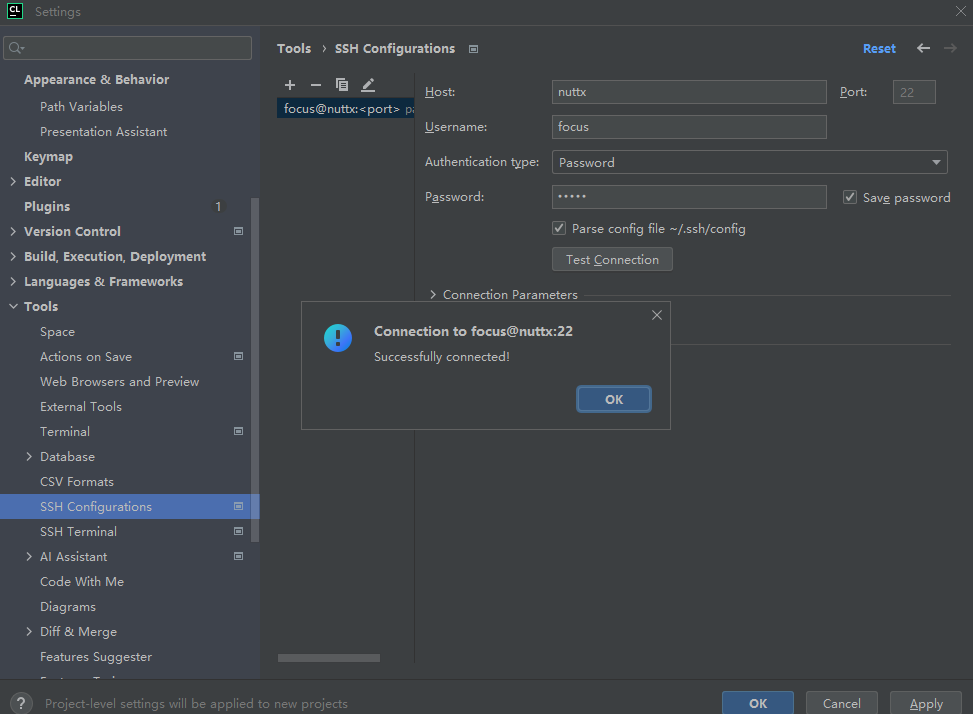 CL Settings
Tools › SSH Configurations Reset
Appearance & Behavior
Path Variables
Presentation Assistant
Keymap
Editor
Plugins 1
Version Control
Build, Execution, Deployment
Languages & Frameworks
Tools
Space
Actions on Save
Web Browsers and Preview
External Tools
Terminal
Database
CSV Formats
SSH Configurations
SSH Terminal
AI Assistant
Code With Me
Diagrams
Diff & Merge
Features Suggester
focus@nuttx:<port> pa
Host: nuttx Port: 22
Username: focus
Authentication type: Password
Password: ••••• Save password
Parse config file ~/.ssh/config
Test Connection
Connection Parameters
Connection to focus@nuttx:22
Successfully connected!
OK
? Project-level settings will be applied to new projects
OK Cancel Apply